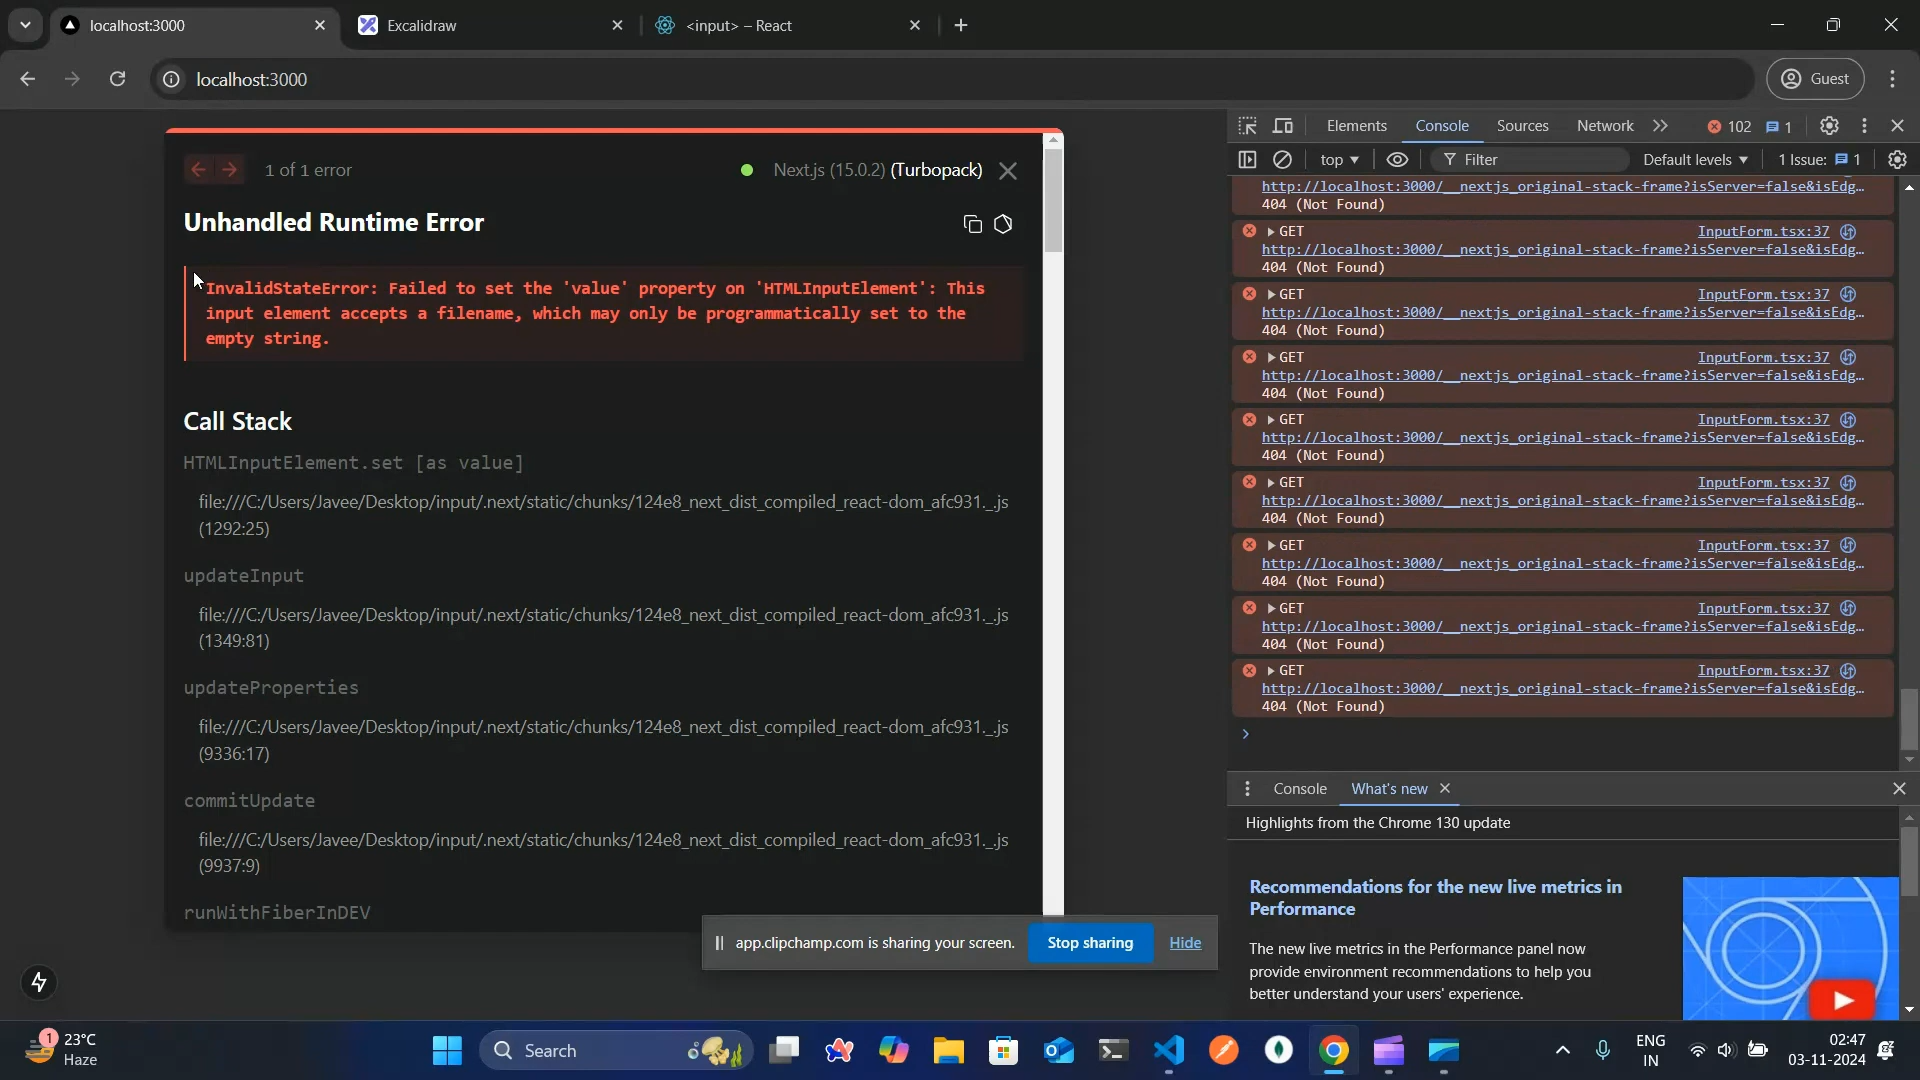 localhost:3000
Excalidraw
<input> – React
localhost:3000
Guest
1 of 1 error
Next.js (15.0.2) (Turbopack)
Unhandled Runtime Error
InvalidStateError: Failed to set the 'value' property on 'HTMLInputElement': This
input element accepts a filename, which may only be programmatically set to the
empty string.
Call Stack
HTMLInputElement.set [as value]
file:///C:/Users/Javee/Desktop/input/.next/static/chunks/124e8_next_dist_compiled_react-dom_afc931._.js
(1292:25)
updateInput
file:///C:/Users/Javee/Desktop/input/.next/static/chunks/124e8_next_dist_compiled_react-dom_afc931._.js
(1349:81)
updateProperties
file:///C:/Users/Javee/Desktop/input/.next/static/chunks/124e8_next_dist_compiled_react-dom_afc931._.js
(9336:17)
commitUpdate
file:///C:/Users/Javee/Desktop/input/.next/static/chunks/124e8_next_dist_compiled_react-dom_afc931._.js
(9937:9)
runWithFiberInDEV
app.clipchamp.com is sharing your screen. Stop sharing Hide
Elements Console Sources Network 102 1
top Filter Default levels 1 Issue: 1
http://localhost:3000/__nextjs_original-stack-frame?isServer=false&isEdg…
404 (Not Found)
GET InputForm.tsx:37
http://localhost:3000/__nextjs_original-stack-frame?isServer=false&isEdg…
404 (Not Found)
GET InputForm.tsx:37
http://localhost:3000/__nextjs_original-stack-frame?isServer=false&isEdg…
404 (Not Found)
GET InputForm.tsx:37
http://localhost:3000/__nextjs_original-stack-frame?isServer=false&isEdg…
404 (Not Found)
GET InputForm.tsx:37
http://localhost:3000/__nextjs_original-stack-frame?isServer=false&isEdg…
404 (Not Found)
GET InputForm.tsx:37
http://localhost:3000/__nextjs_original-stack-frame?isServer=false&isEdg…
404 (Not Found)
GET InputForm.tsx:37
http://localhost:3000/__nextjs_original-stack-frame?isServer=false&isEdg…
404 (Not Found)
GET InputForm.tsx:37
http://localhost:3000/__nextjs_original-stack-frame?isServer=false&isEdg…
404 (Not Found)
GET InputForm.tsx:37
http://localhost:3000/__nextjs_original-stack-frame?isServer=false&isEdg…
404 (Not Found)
Console What's new
Highlights from the Chrome 130 update
Recommendations for the new live metrics in
Performance
The new live metrics in the Performance panel now
provide environment recommendations to help you
better understand your users' experience.
1
23°C
Haze
Search
ENG
IN
02:47
03-11-2024